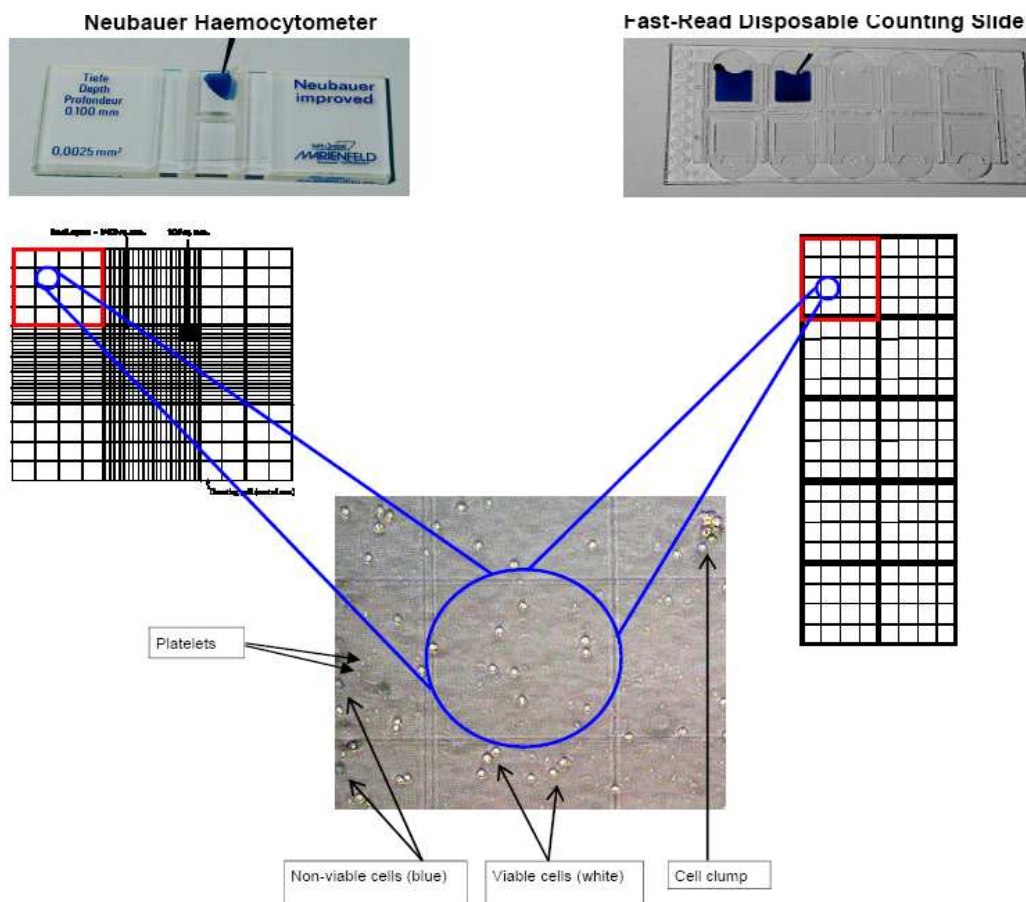 Neubauer Haemocytometer
Fast-Read Disposable Counting Slide
Tiefe
Depth
Profondeur
0.100 mm
0.0025 mm²
Neubauer
improved
MARIENFELD
Platelets
Non-viable cells (blue)
Viable cells (white)
Cell clump